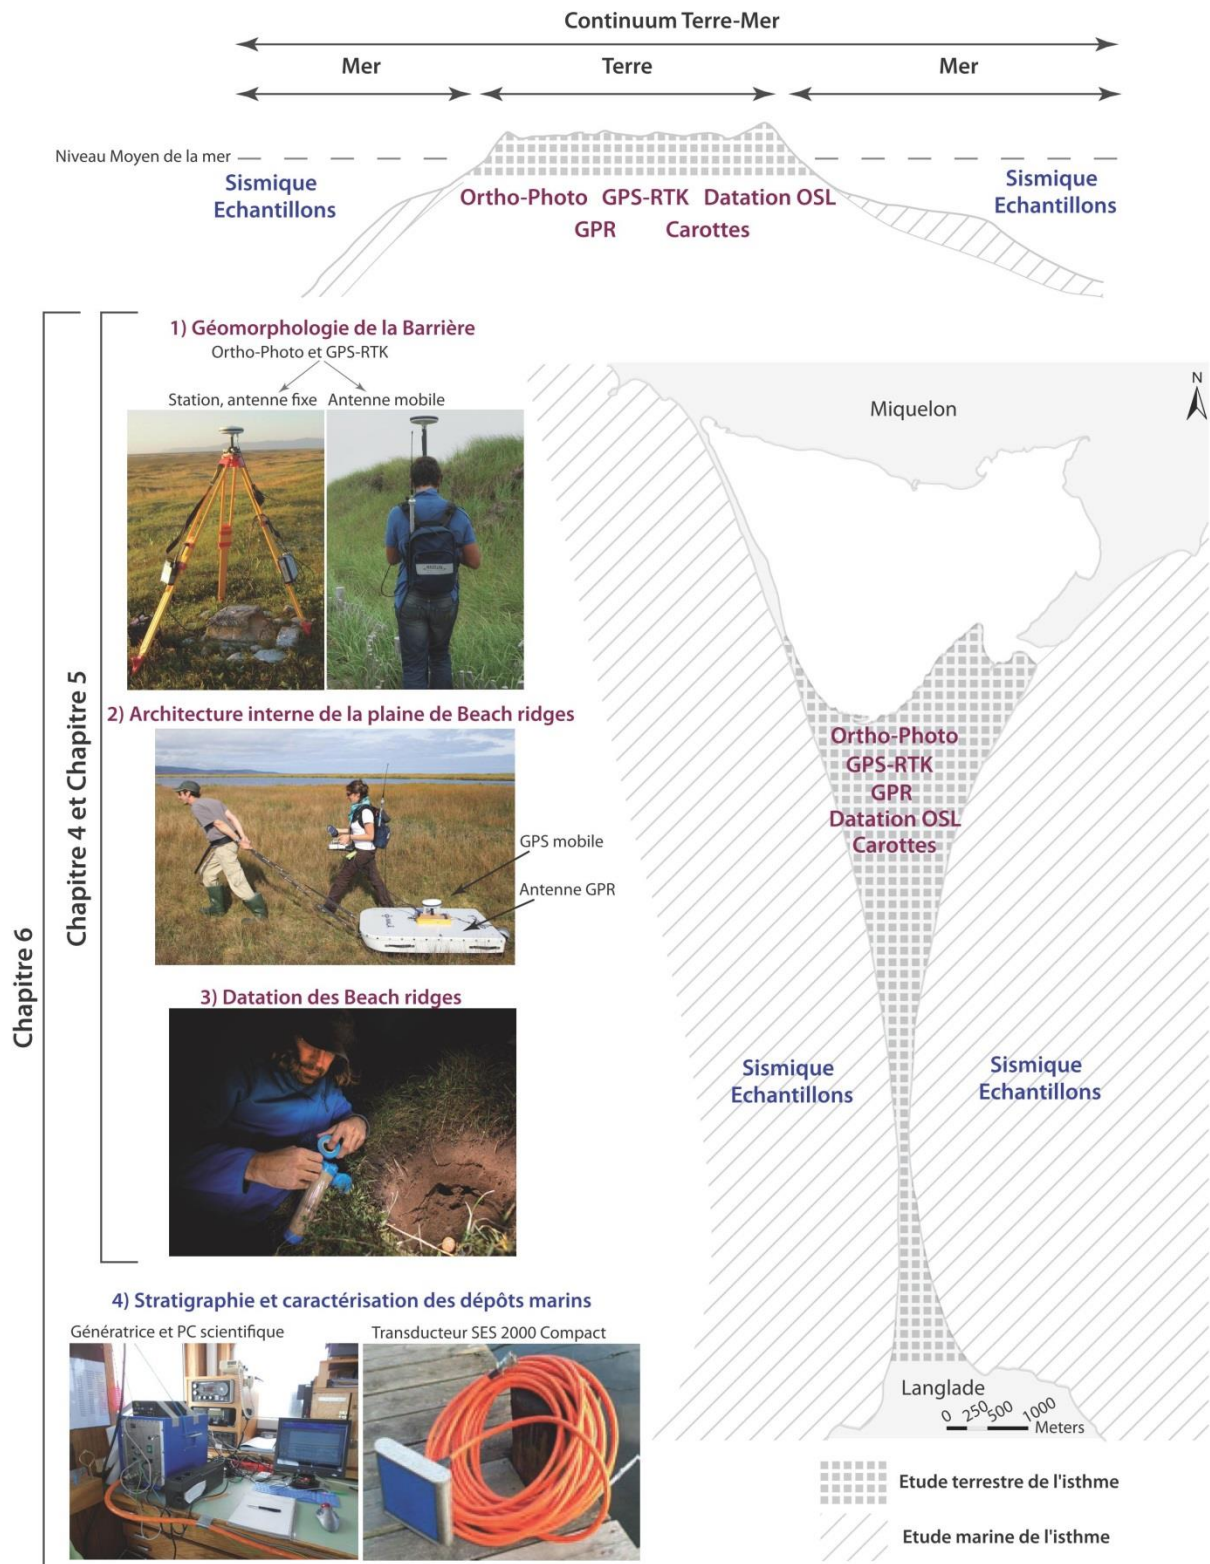 Continuum Terre-Mer
Mer
Terre
Mer
Niveau Moyen de la mer
Sismique
Echantillons
Ortho-Photo GPS-RTK Datation OSL
GPR Carottes
Sismique
Echantillons
Chapitre 6
Chapitre 4 et Chapitre 5
1) Géomorphologie de la Barrière
Ortho-Photo et GPS-RTK
Station, antenne fixe
Antenne mobile
2) Architecture interne de la plaine de Beach ridges
GPS mobile
Antenne GPR
3) Datation des Beach ridges
4) Stratigraphie et caractérisation des dépôts marins
Génératrice et PC scientifique
Transducteur SES 2000 Compact
N
Miquelon
Ortho-Photo
GPS-RTK
GPR
Datation OSL
Carottes
Sismique
Echantillons
Sismique
Echantillons
Langlade
0 250 500 1000
Meters
Etude terrestre de l'isthme
Etude marine de l'isthme